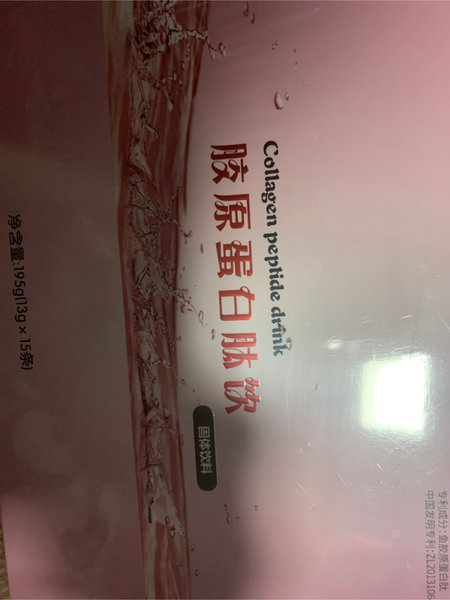 Collagen peptide drink
胶原蛋白肽饮
固体饮料
净含量:195g(13g×15条)
专利成分:鱼胶原蛋白肽
中国发明专利:ZL2013106